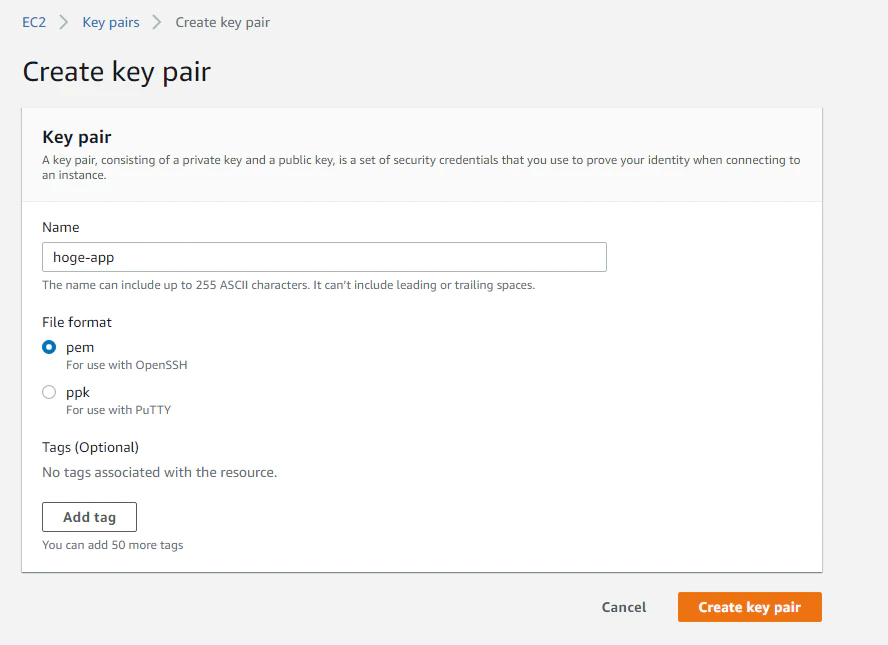 EC2 > Key pairs > Create key pair
Create key pair
Key pair
A key pair, consisting of a private key and a public key, is a set of security credentials that you use to prove your identity when connecting to
an instance.
Name
hoge-app
The name can include up to 255 ASCII characters. It can't include leading or trailing spaces.
File format
pem
For use with OpenSSH
ppk
For use with PuTTY
Tags (Optional)
No tags associated with the resource.
Add tag
You can add 50 more tags
Cancel Create key pair